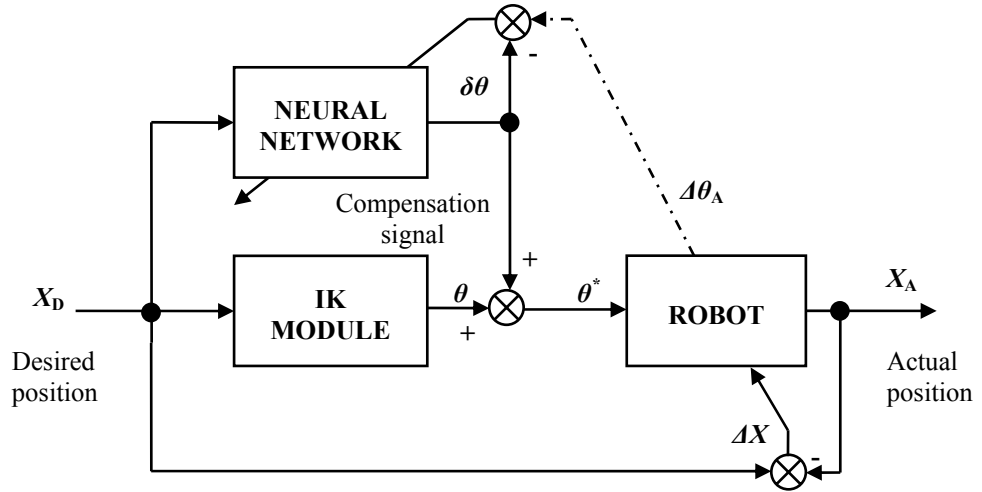 NEURAL
NETWORK
δθ
-
ΔθA
Compensation
signal
+
XD
IK
MODULE
θ
+
θ*
ROBOT
XA
Desired
position
Actual
position
ΔX
-